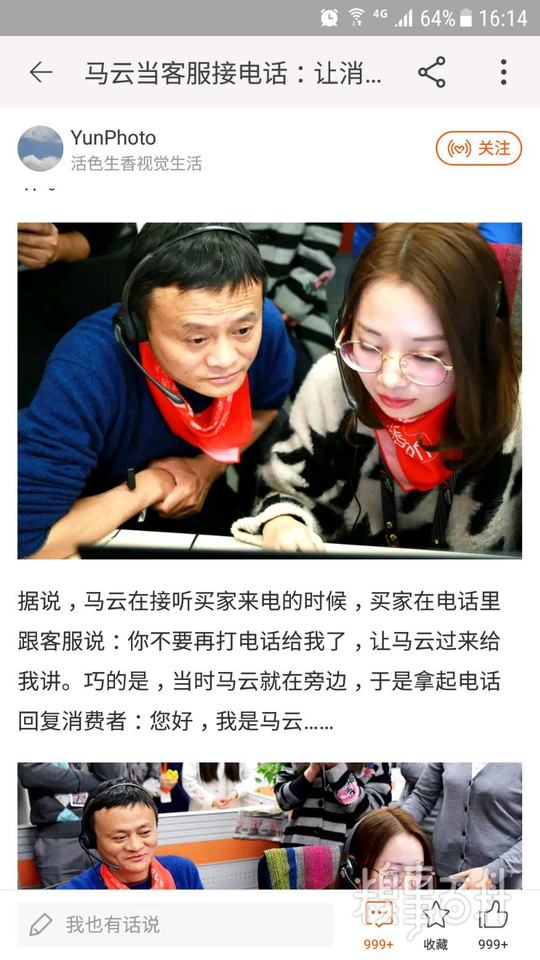 4G 64% 16:14
马云当客服接电话：让消...
YunPhoto
活色生香视觉生活
关注
据说，马云在接听买家来电的时候，买家在电话里
跟客服说：你不要再打电话给我了，让马云过来给
我讲。巧的是，当时马云就在旁边，于是拿起电话
回复消费者：您好，我是马云……
糗事百科
我也有话说
999+
收藏
999+